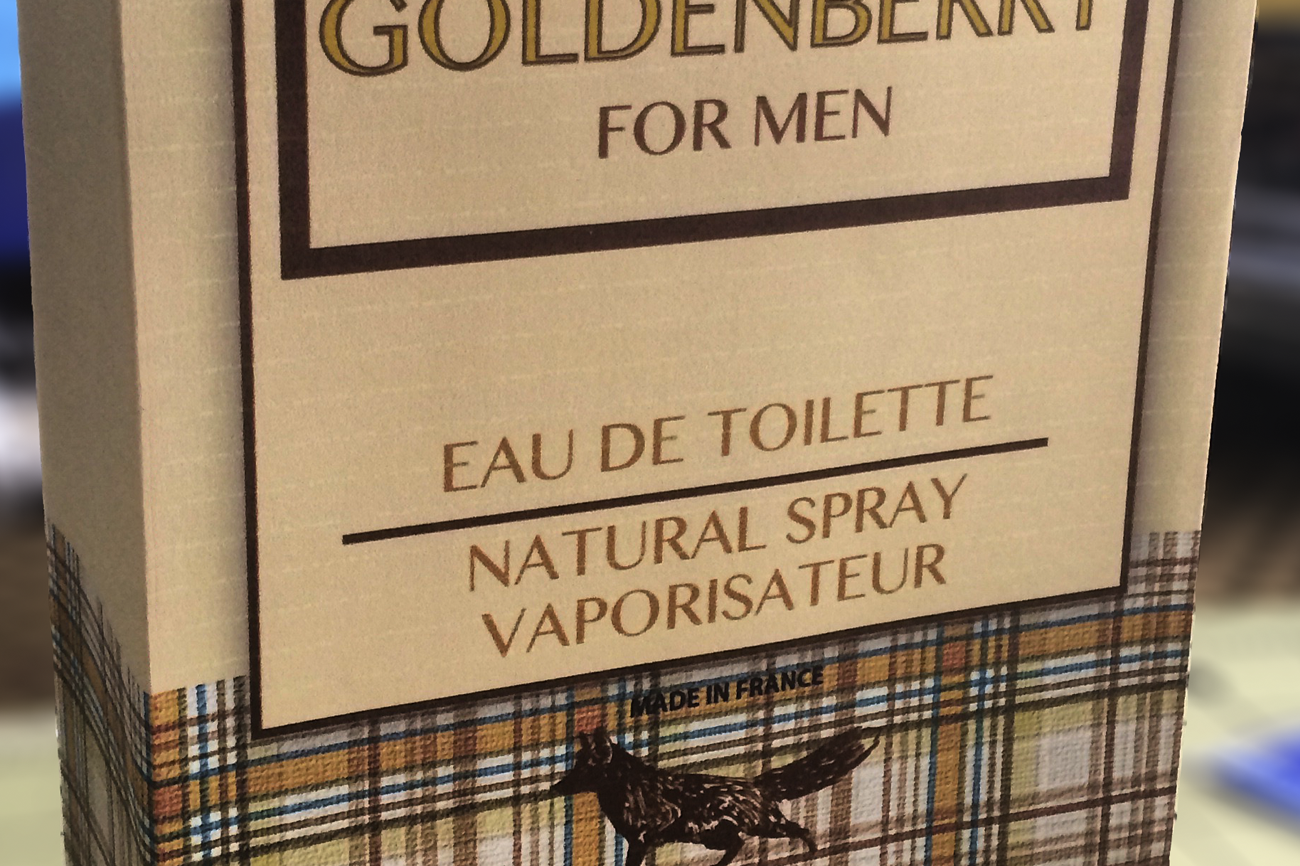 GOLDENBERRY
FOR MEN
EAU DE TOILETTE
NATURAL SPRAY
VAPORISATEUR
MADE IN FRANCE